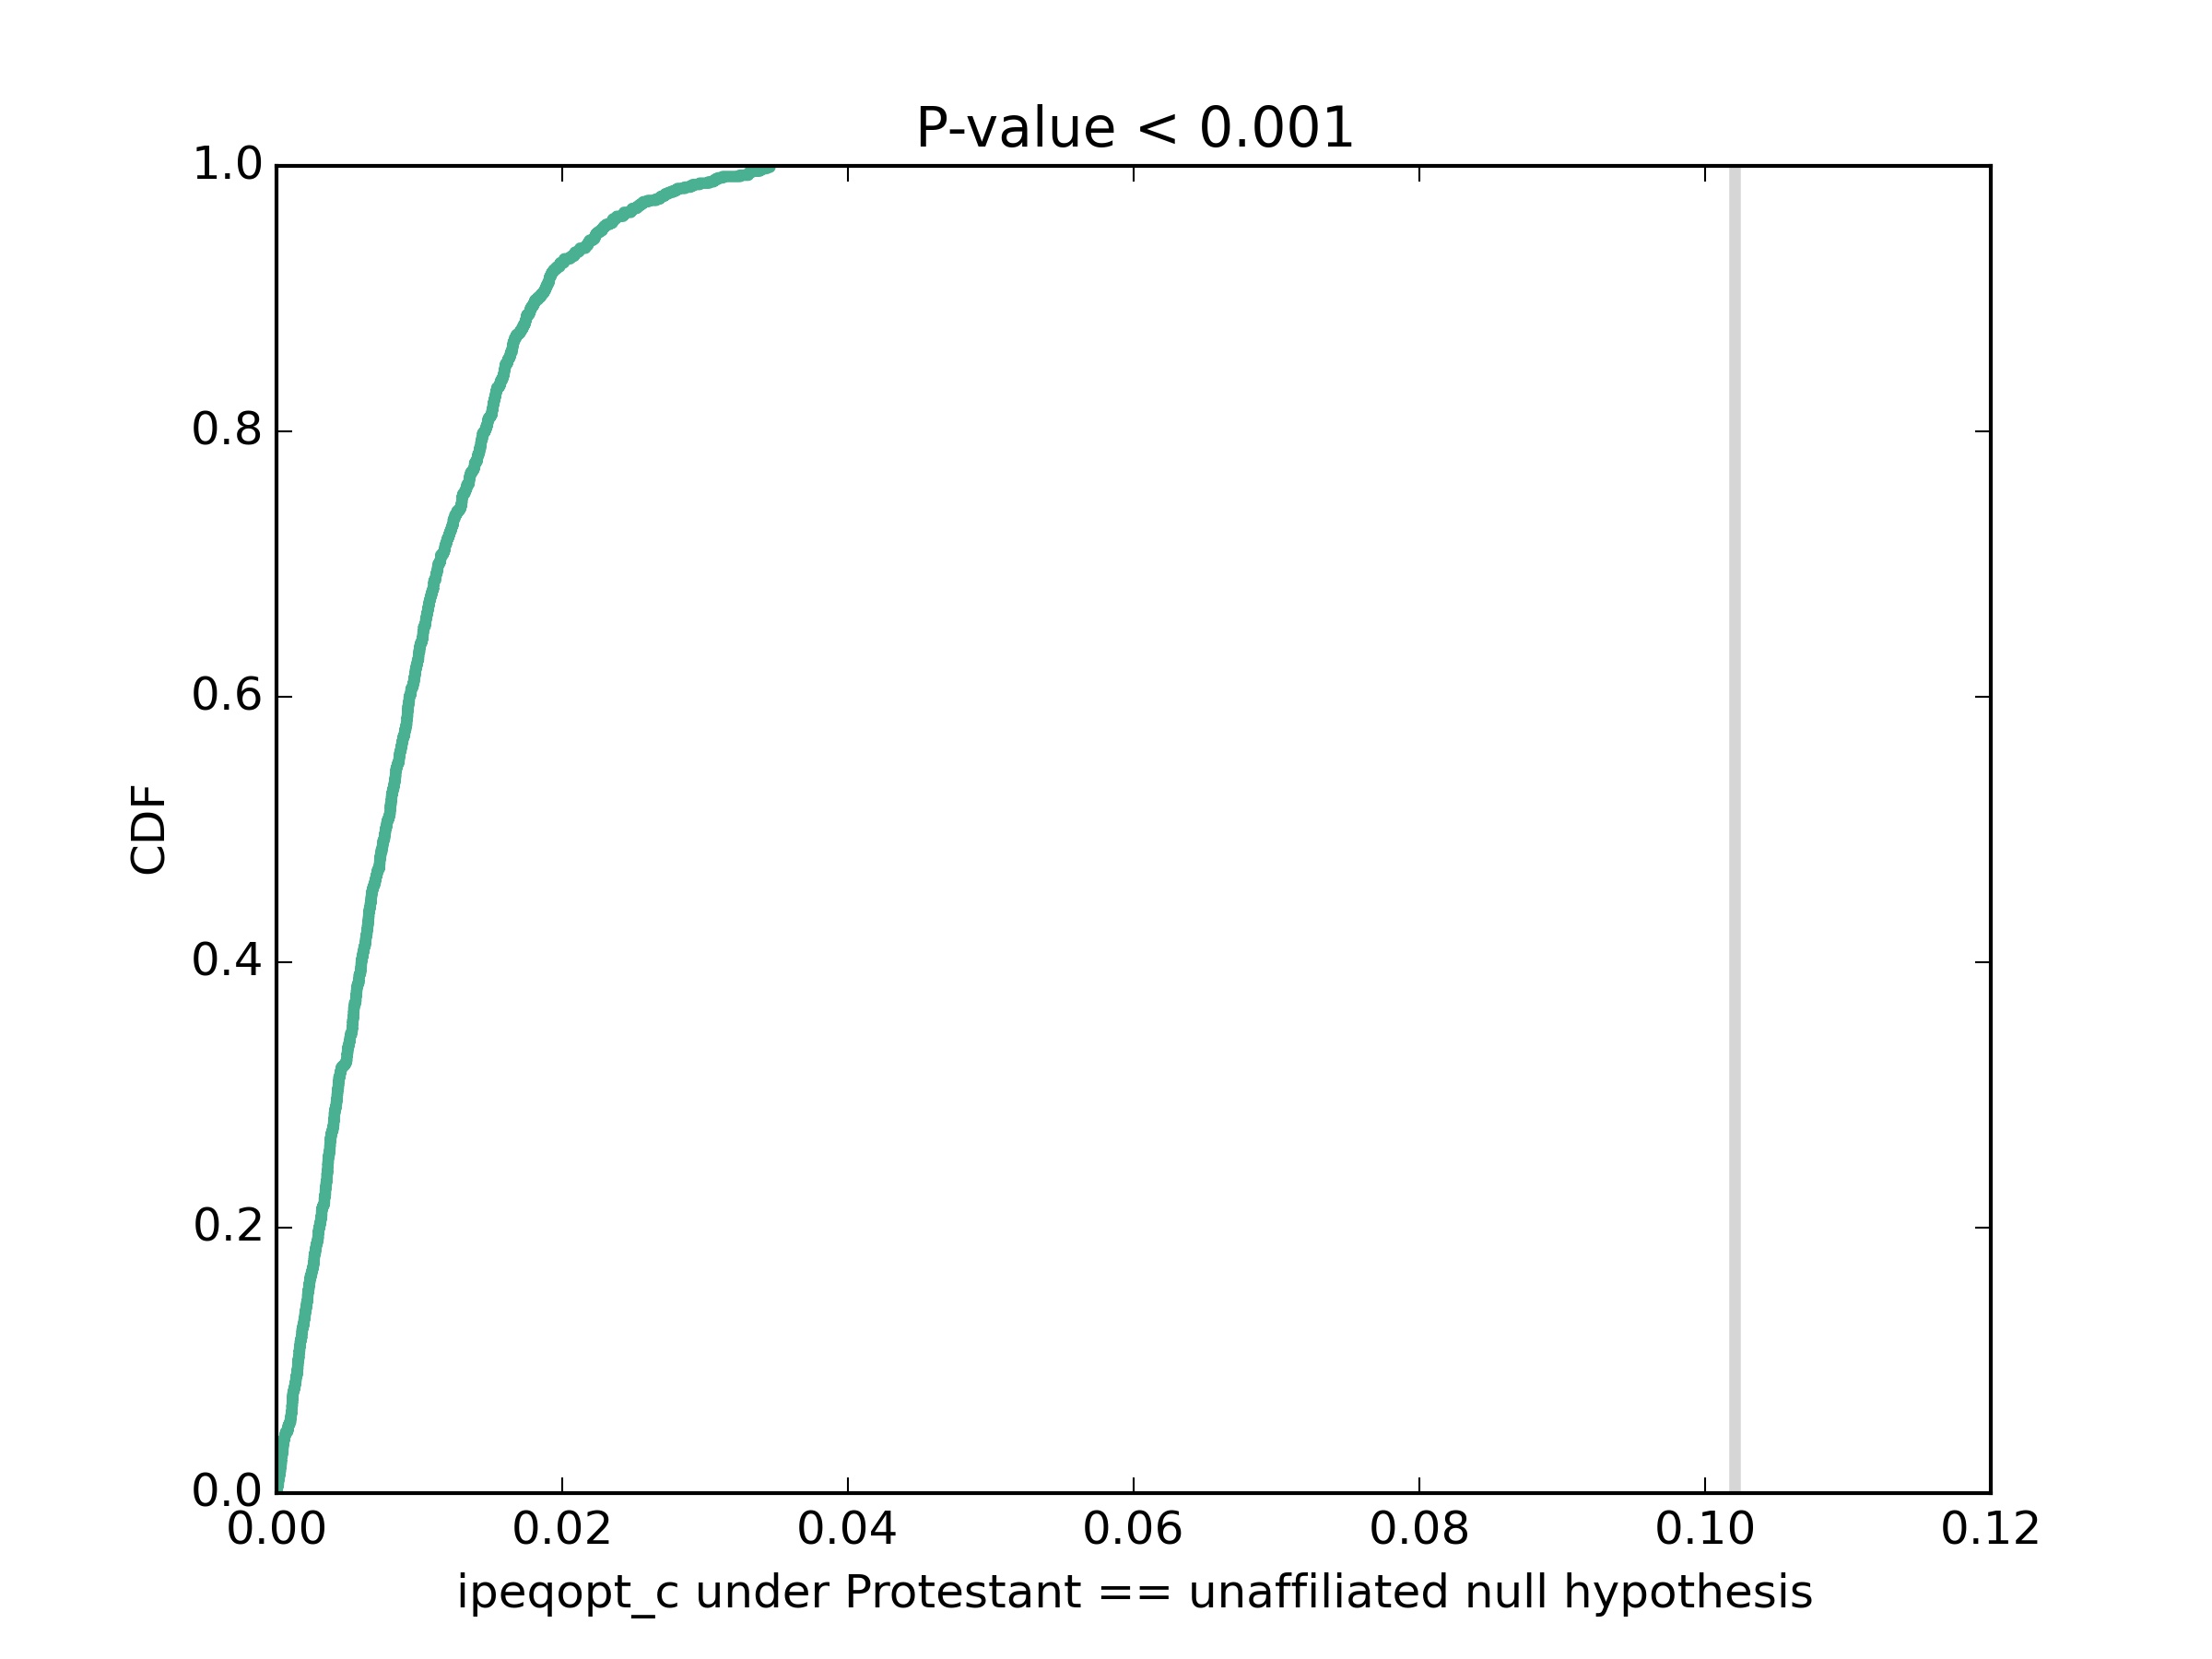 P-value < 0.001
1.0
0.8
0.6
0.4
0.2
0.0
CDF
0.00 0.02 0.04 0.06 0.08 0.10 0.12
ipeqopt_c under Protestant == unaffiliated null hypothesis